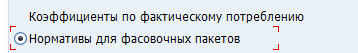 Коэффициенты по фактическому потреблению
Нормативы для фасовочных пакетов